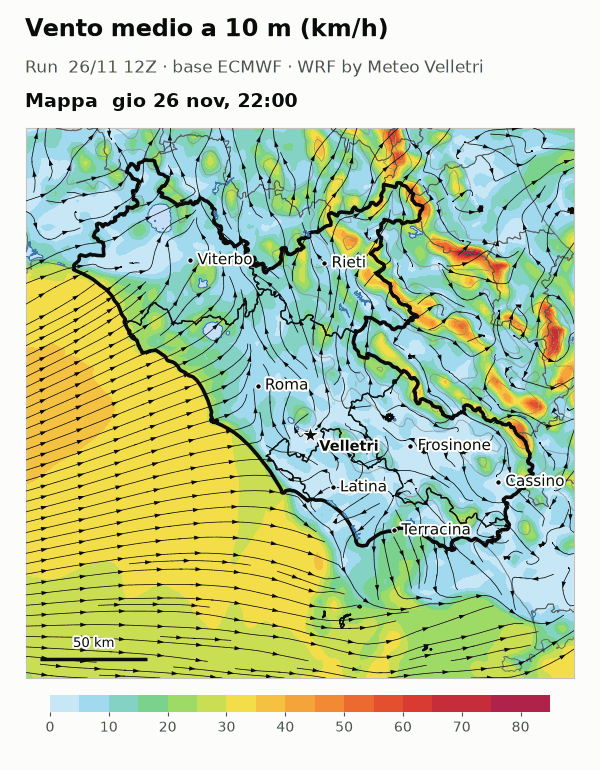 Vento medio a 10 m (km/h)
Run  26/11 12Z · base ECMWF · WRF by Meteo Velletri
Mappa  gio 26 nov, 22:00
Viterbo
Rieti
Roma
Velletri
Frosinone
Latina
Cassino
Terracina
50 km
0 10 20 30 40 50 60 70 80